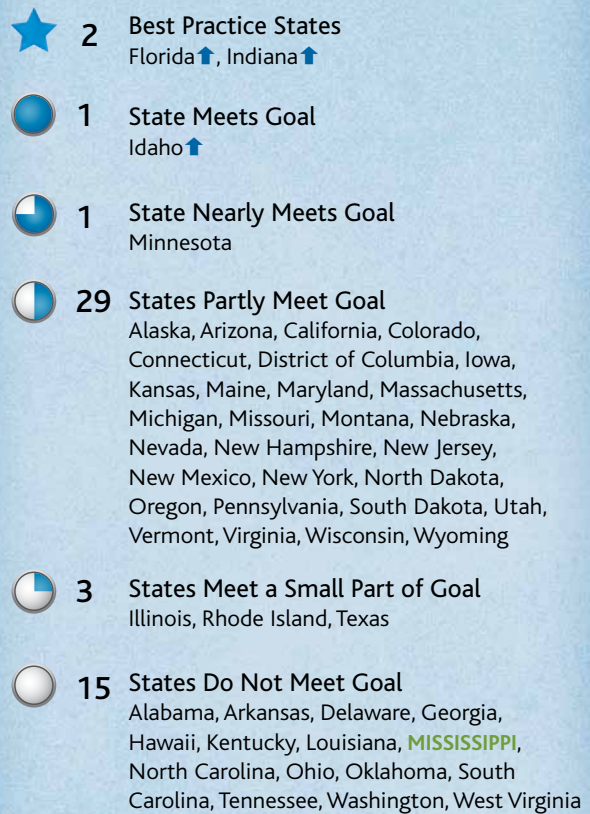 2 Best Practice States
Florida⬆, Indiana⬆
1 State Meets Goal
Idaho⬆
1 State Nearly Meets Goal
Minnesota
29 States Partly Meet Goal
Alaska, Arizona, California, Colorado,
Connecticut, District of Columbia, Iowa,
Kansas, Maine, Maryland, Massachusetts,
Michigan, Missouri, Montana, Nebraska,
Nevada, New Hampshire, New Jersey,
New Mexico, New York, North Dakota,
Oregon, Pennsylvania, South Dakota, Utah,
Vermont, Virginia, Wisconsin, Wyoming
3 States Meet a Small Part of Goal
Illinois, Rhode Island, Texas
15 States Do Not Meet Goal
Alabama, Arkansas, Delaware, Georgia,
Hawaii, Kentucky, Louisiana, MISSISSIPPI,
North Carolina, Ohio, Oklahoma, South
Carolina, Tennessee, Washington, West Virginia